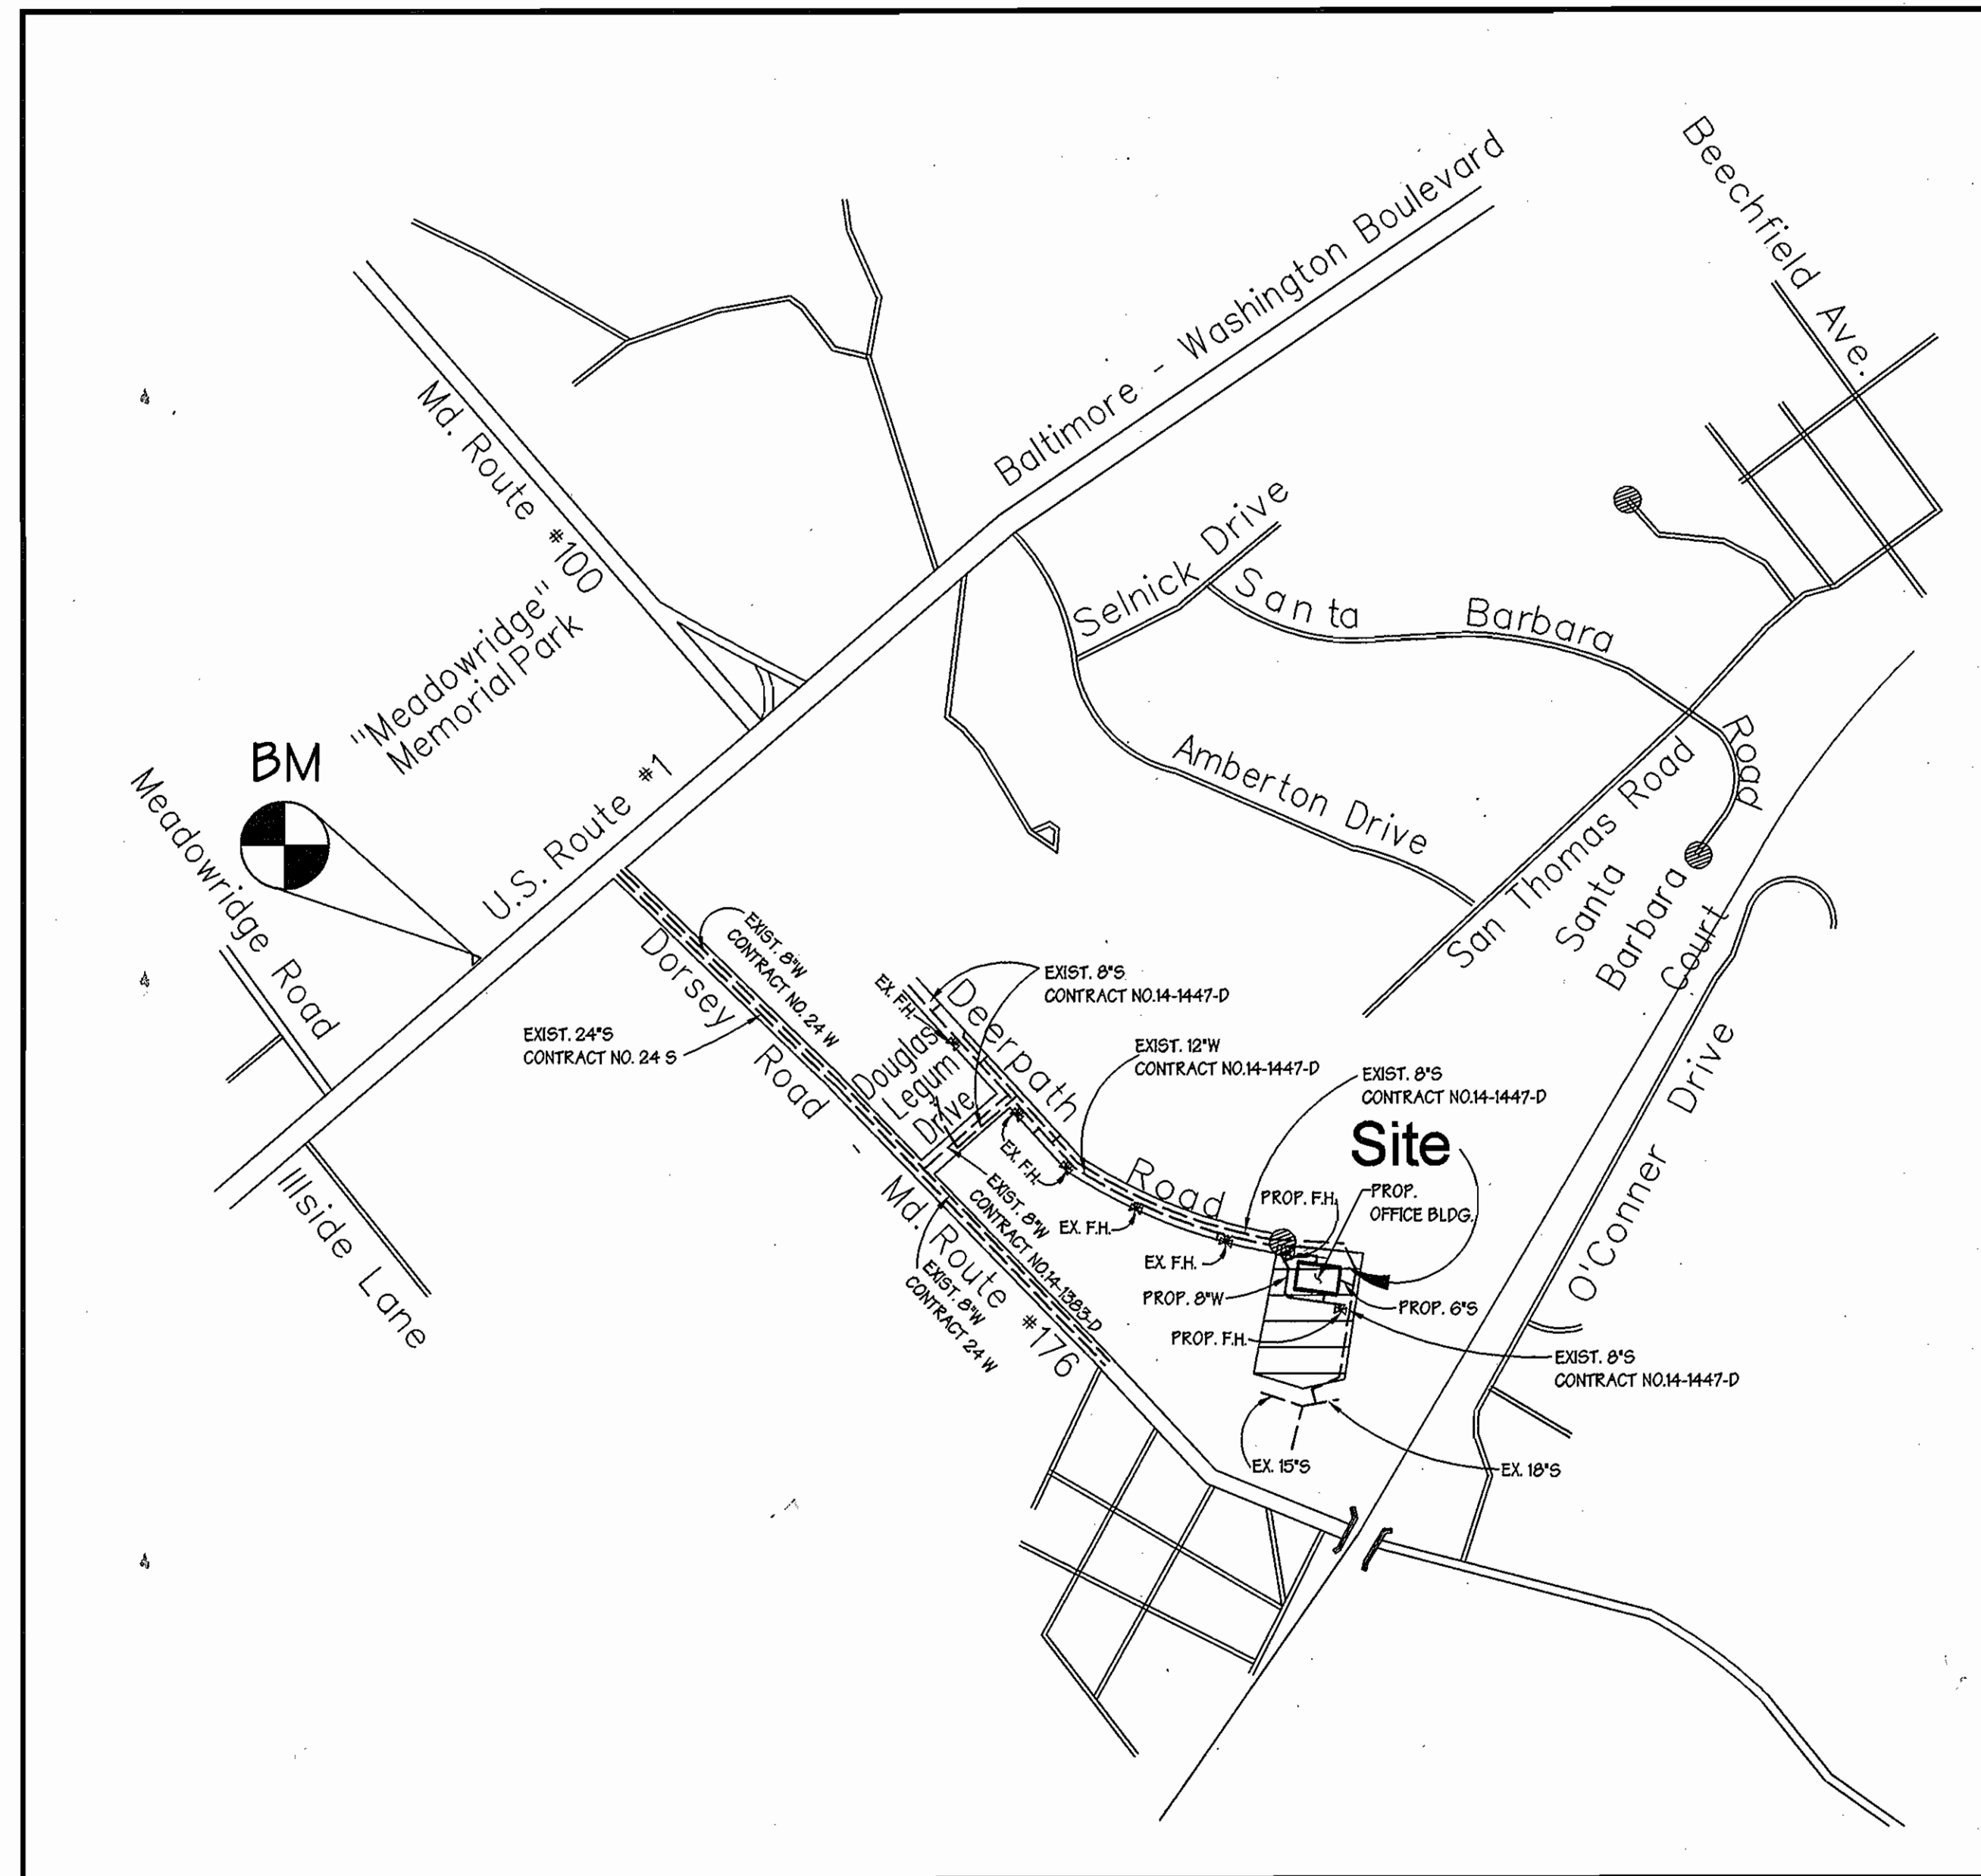 Beechfield Ave.
Baltimore - Washington Boulevard
Md. Route #100
Selnick Drive
Santa Barbara Road
"Meadowridge"
Memorial Park
BM
U.S. Route #1
Amberton Drive
San Thomas Road
Santa
Barbara
Court
Meadowridge Road
EXIST. 8"W
CONTRACT NO. 24 W
Dorsey Road - Md. Route #176
EXIST. 24"S
CONTRACT NO. 24 S
EX. F.H.
EXIST. 8"S
CONTRACT NO.14-1447-D
Deerpath Road
Douglas
Legum
Drive
EXIST. 12"W
CONTRACT NO.14-1447-D
EXIST. 8"S
CONTRACT NO.14-1447-D
Site
O'Conner Drive
EX. F.H.
EXIST. 8"W
CONTRACT NO.14-1383-D
EXIST. 8"W
CONTRACT 24 W
EX. F.H.
EX. F.H.
PROP. F.H.
PROP.
OFFICE BLDG.
PROP. 8"W
PROP. 6"S
PROP. F.H.
EXIST. 8"S
CONTRACT NO.14-1447-D
EX. 15"S
EX. 18"S
illside Lane